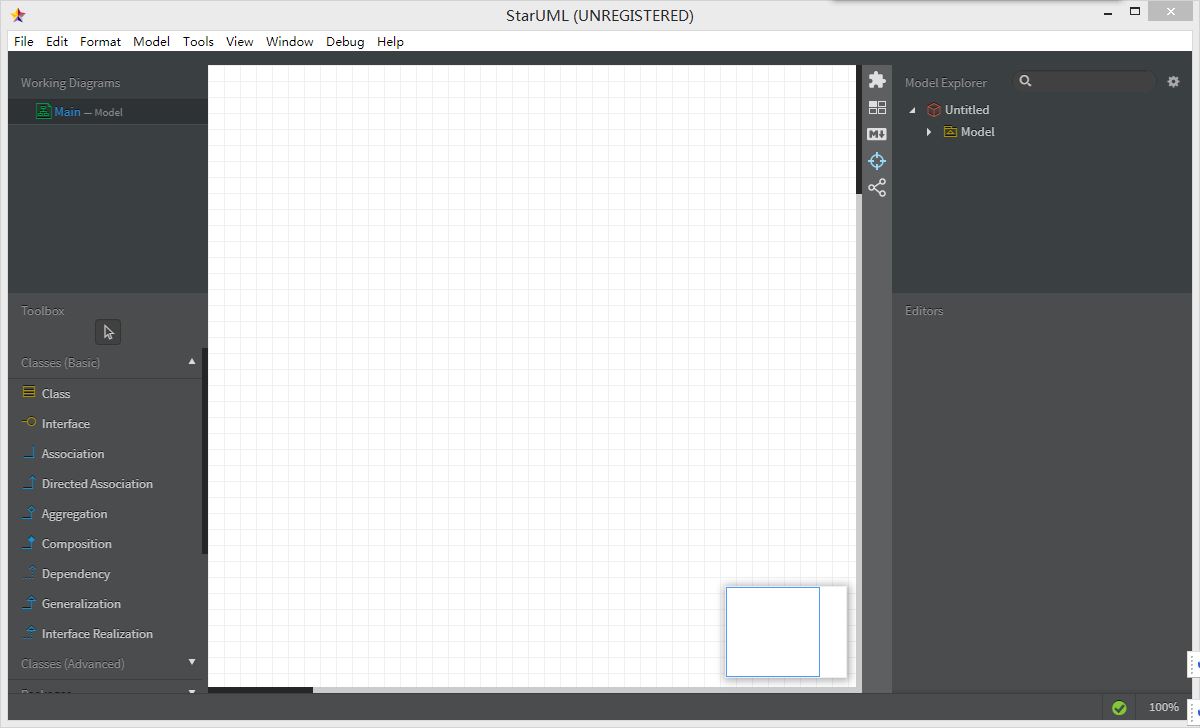 StarUML (UNREGISTERED)
File Edit Format Model Tools View Window Debug Help
Working Diagrams
Main — Model
Toolbox
Classes (Basic)
Class
Interface
Association
Directed Association
Aggregation
Composition
Dependency
Generalization
Interface Realization
Classes (Advanced)
Packages
M
Model Explorer
Untitled
Model
Editors
100%